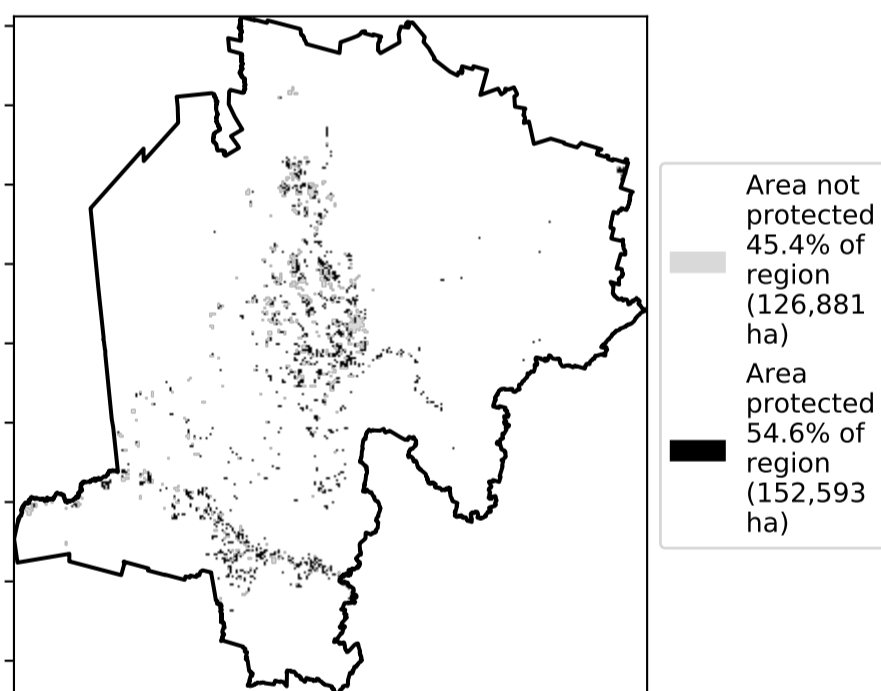 Area not
protected
45.4% of
region
(126,881
ha)
Area
protected
54.6% of
region
(152,593
ha)